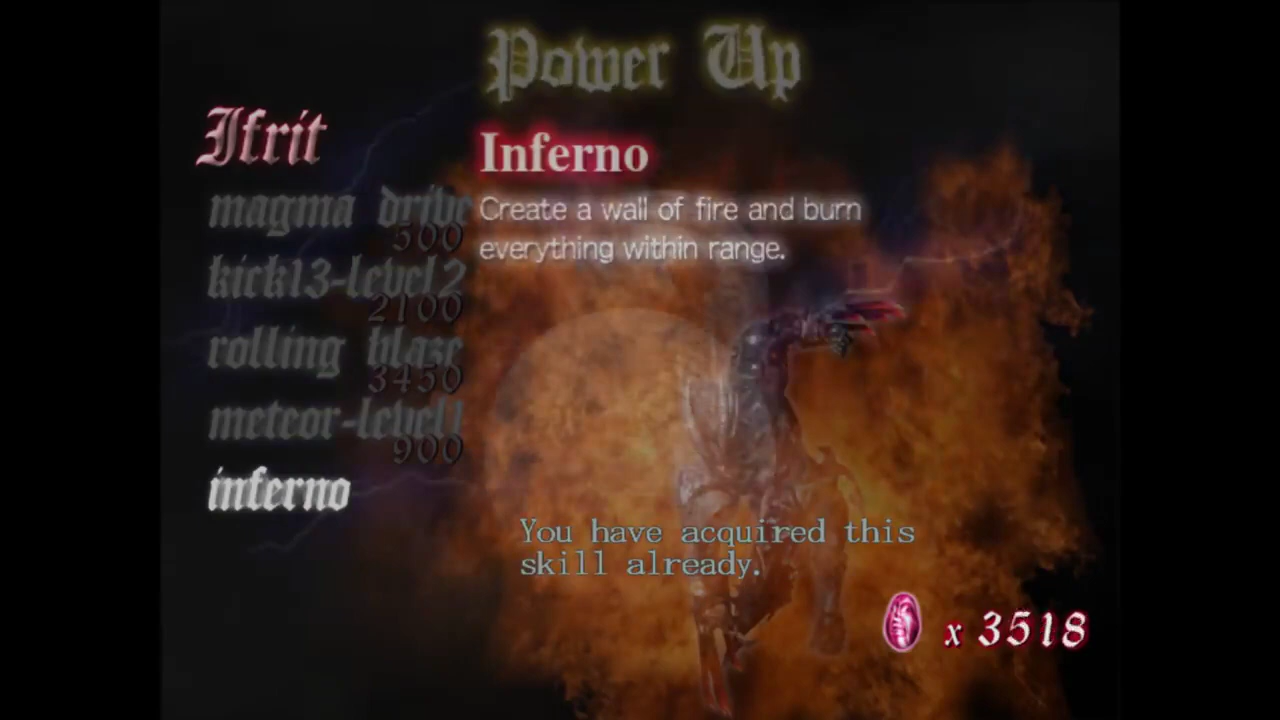 Power Up
Ifrit
Inferno
Create a wall of fire and burn
everything within range.
magma drive
500
kick13-level2
2100
rolling blaze
3450
meteor-level1
900
inferno
You have acquired this
skill already.
x 3518